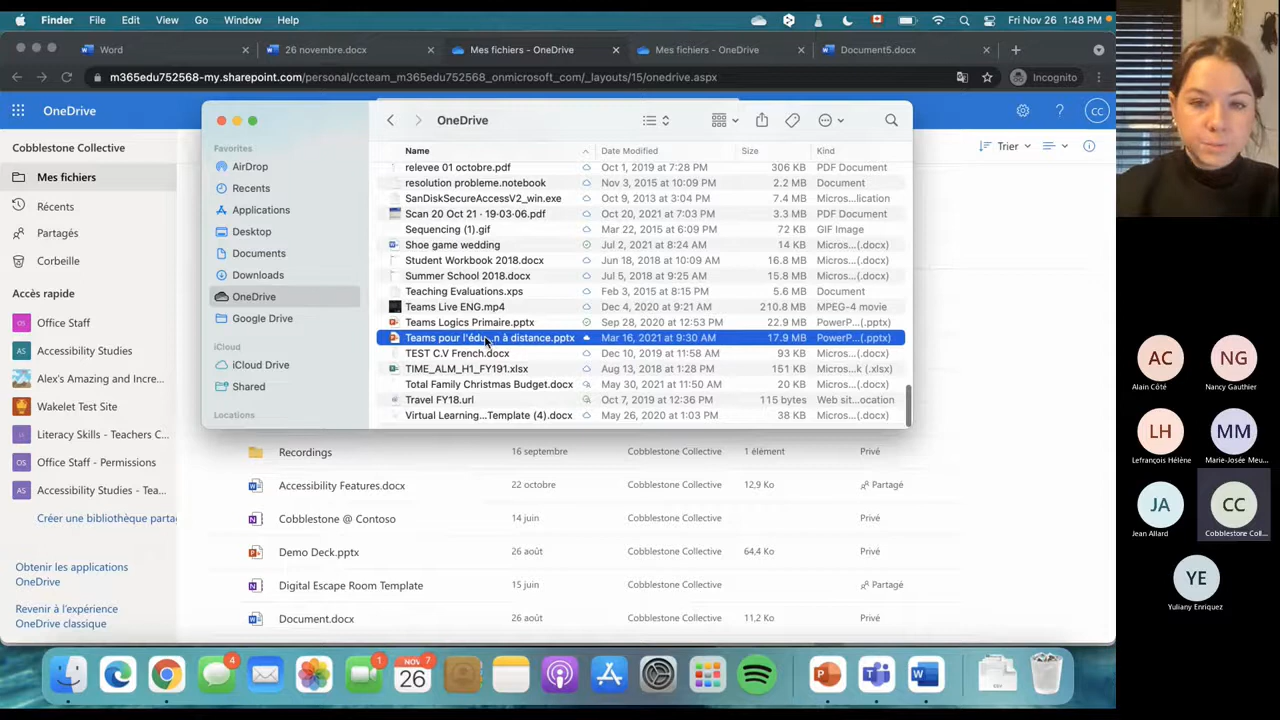 Finder File Edit View Go Window Help Fri Nov 26 1:48 PM
Word 26 novembre.docx Mes fichiers - OneDrive Mes fichiers - OneDrive Document5.docx
m365edu752568-my.sharepoint.com/personal/ccteam_m365edu752568_onmicrosoft_com/_layouts/15/onedrive.aspx Incognito
OneDrive CC
Cobblestone Collective
Mes fichiers
Récents
Partagés
Corbeille
Accès rapide
Office Staff
AS Accessibility Studies
Alex's Amazing and Incre...
Wakelet Test Site
LS Literacy Skills - Teachers C...
OS Office Staff - Permissions
AS Accessibility Studies - Tea...
Créer une bibliothèque parta
Obtenir les applications
OneDrive
Revenir à l'expérience
OneDrive classique
Trier
Favorites
AirDrop
Recents
Applications
Desktop
Documents
Downloads
OneDrive
Google Drive
iCloud
iCloud Drive
Shared
Locations
OneDrive
Name Date Modified Size Kind
relevee 01 octobre.pdf Oct 1, 2019 at 7:28 PM 306 KB PDF Document
resolution probleme.notebook Nov 3, 2015 at 10:09 PM 2.2 MB Document
SanDiskSecureAccessV2_win.exe Oct 9, 2013 at 3:04 PM 7.4 MB Micros...lication
Scan 20 Oct 21 · 19·03·06.pdf Oct 20, 2021 at 7:03 PM 3.3 MB PDF Document
Sequencing (1).gif Mar 22, 2015 at 6:09 PM 72 KB GIF Image
Shoe game wedding Jul 2, 2021 at 8:24 AM 14 KB Micros...(.docx)
Student Workbook 2018.docx Jun 18, 2018 at 10:09 AM 16.8 MB Micros...(.docx)
Summer School 2018.docx Jul 5, 2018 at 9:25 AM 15.8 MB Micros...(.docx)
Teaching Evaluations.xps Feb 3, 2015 at 8:15 PM 5.6 MB Document
Teams Live ENG.mp4 Dec 4, 2020 at 9:21 AM 210.8 MB MPEG-4 movie
Teams Logics Primaire.pptx Sep 28, 2020 at 12:53 PM 22.9 MB PowerP...(.pptx)
Teams pour l'édu...n à distance.pptx Mar 16, 2021 at 9:30 AM 17.9 MB PowerP...(.pptx)
TEST C.V French.docx Dec 10, 2019 at 11:58 AM 93 KB Micros...(.docx)
TIME_ALM_H1_FY191.xlsx Aug 13, 2018 at 1:28 PM 151 KB Micros...k (.xlsx)
Total Family Christmas Budget.docx May 30, 2021 at 11:50 AM 20 KB Micros...(.docx)
Travel FY18.url Oct 7, 2019 at 12:36 PM 115 bytes Web sit...ocation
Virtual Learning...Template (4).docx May 26, 2020 at 1:03 PM 38 KB Micros...(.docx)
Recordings 16 septembre Cobblestone Collective 1 élément Privé
Accessibility Features.docx 22 octobre Cobblestone Collective 12,9 Ko Partagé
Cobblestone @ Contoso 14 juin Cobblestone Collective Privé
Demo Deck.pptx 26 août Cobblestone Collective 64,4 Ko Privé
Digital Escape Room Template 15 juin Cobblestone Collective Partagé
Document.docx 26 août Cobblestone Collective 11,2 Ko Privé
4 NOV 26 1 7
AC NG
Alain Côté Nancy Gauthier
LH MM
Lefrançois Hélène Marie-Josée Meu...
JA CC
Jean Allard Cobblestone Coll...
YE
Yuliany Enriquez